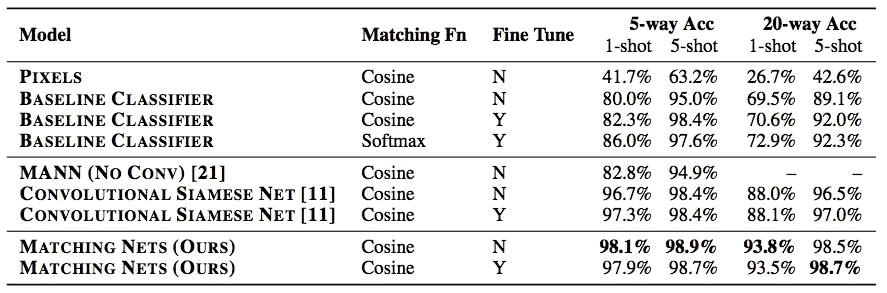 5-way Acc 20-way Acc
Model Matching Fn Fine Tune 1-shot 5-shot 1-shot 5-shot
PIXELS Cosine N 41.7% 63.2% 26.7% 42.6%
BASELINE CLASSIFIER Cosine N 80.0% 95.0% 69.5% 89.1%
BASELINE CLASSIFIER Cosine Y 82.3% 98.4% 70.6% 92.0%
BASELINE CLASSIFIER Softmax Y 86.0% 97.6% 72.9% 92.3%
MANN (NO CONV) [21] Cosine N 82.8% 94.9% – –
CONVOLUTIONAL SIAMESE NET [11] Cosine N 96.7% 98.4% 88.0% 96.5%
CONVOLUTIONAL SIAMESE NET [11] Cosine Y 97.3% 98.4% 88.1% 97.0%
MATCHING NETS (OURS) Cosine N 98.1% 98.9% 93.8% 98.5%
MATCHING NETS (OURS) Cosine Y 97.9% 98.7% 93.5% 98.7%